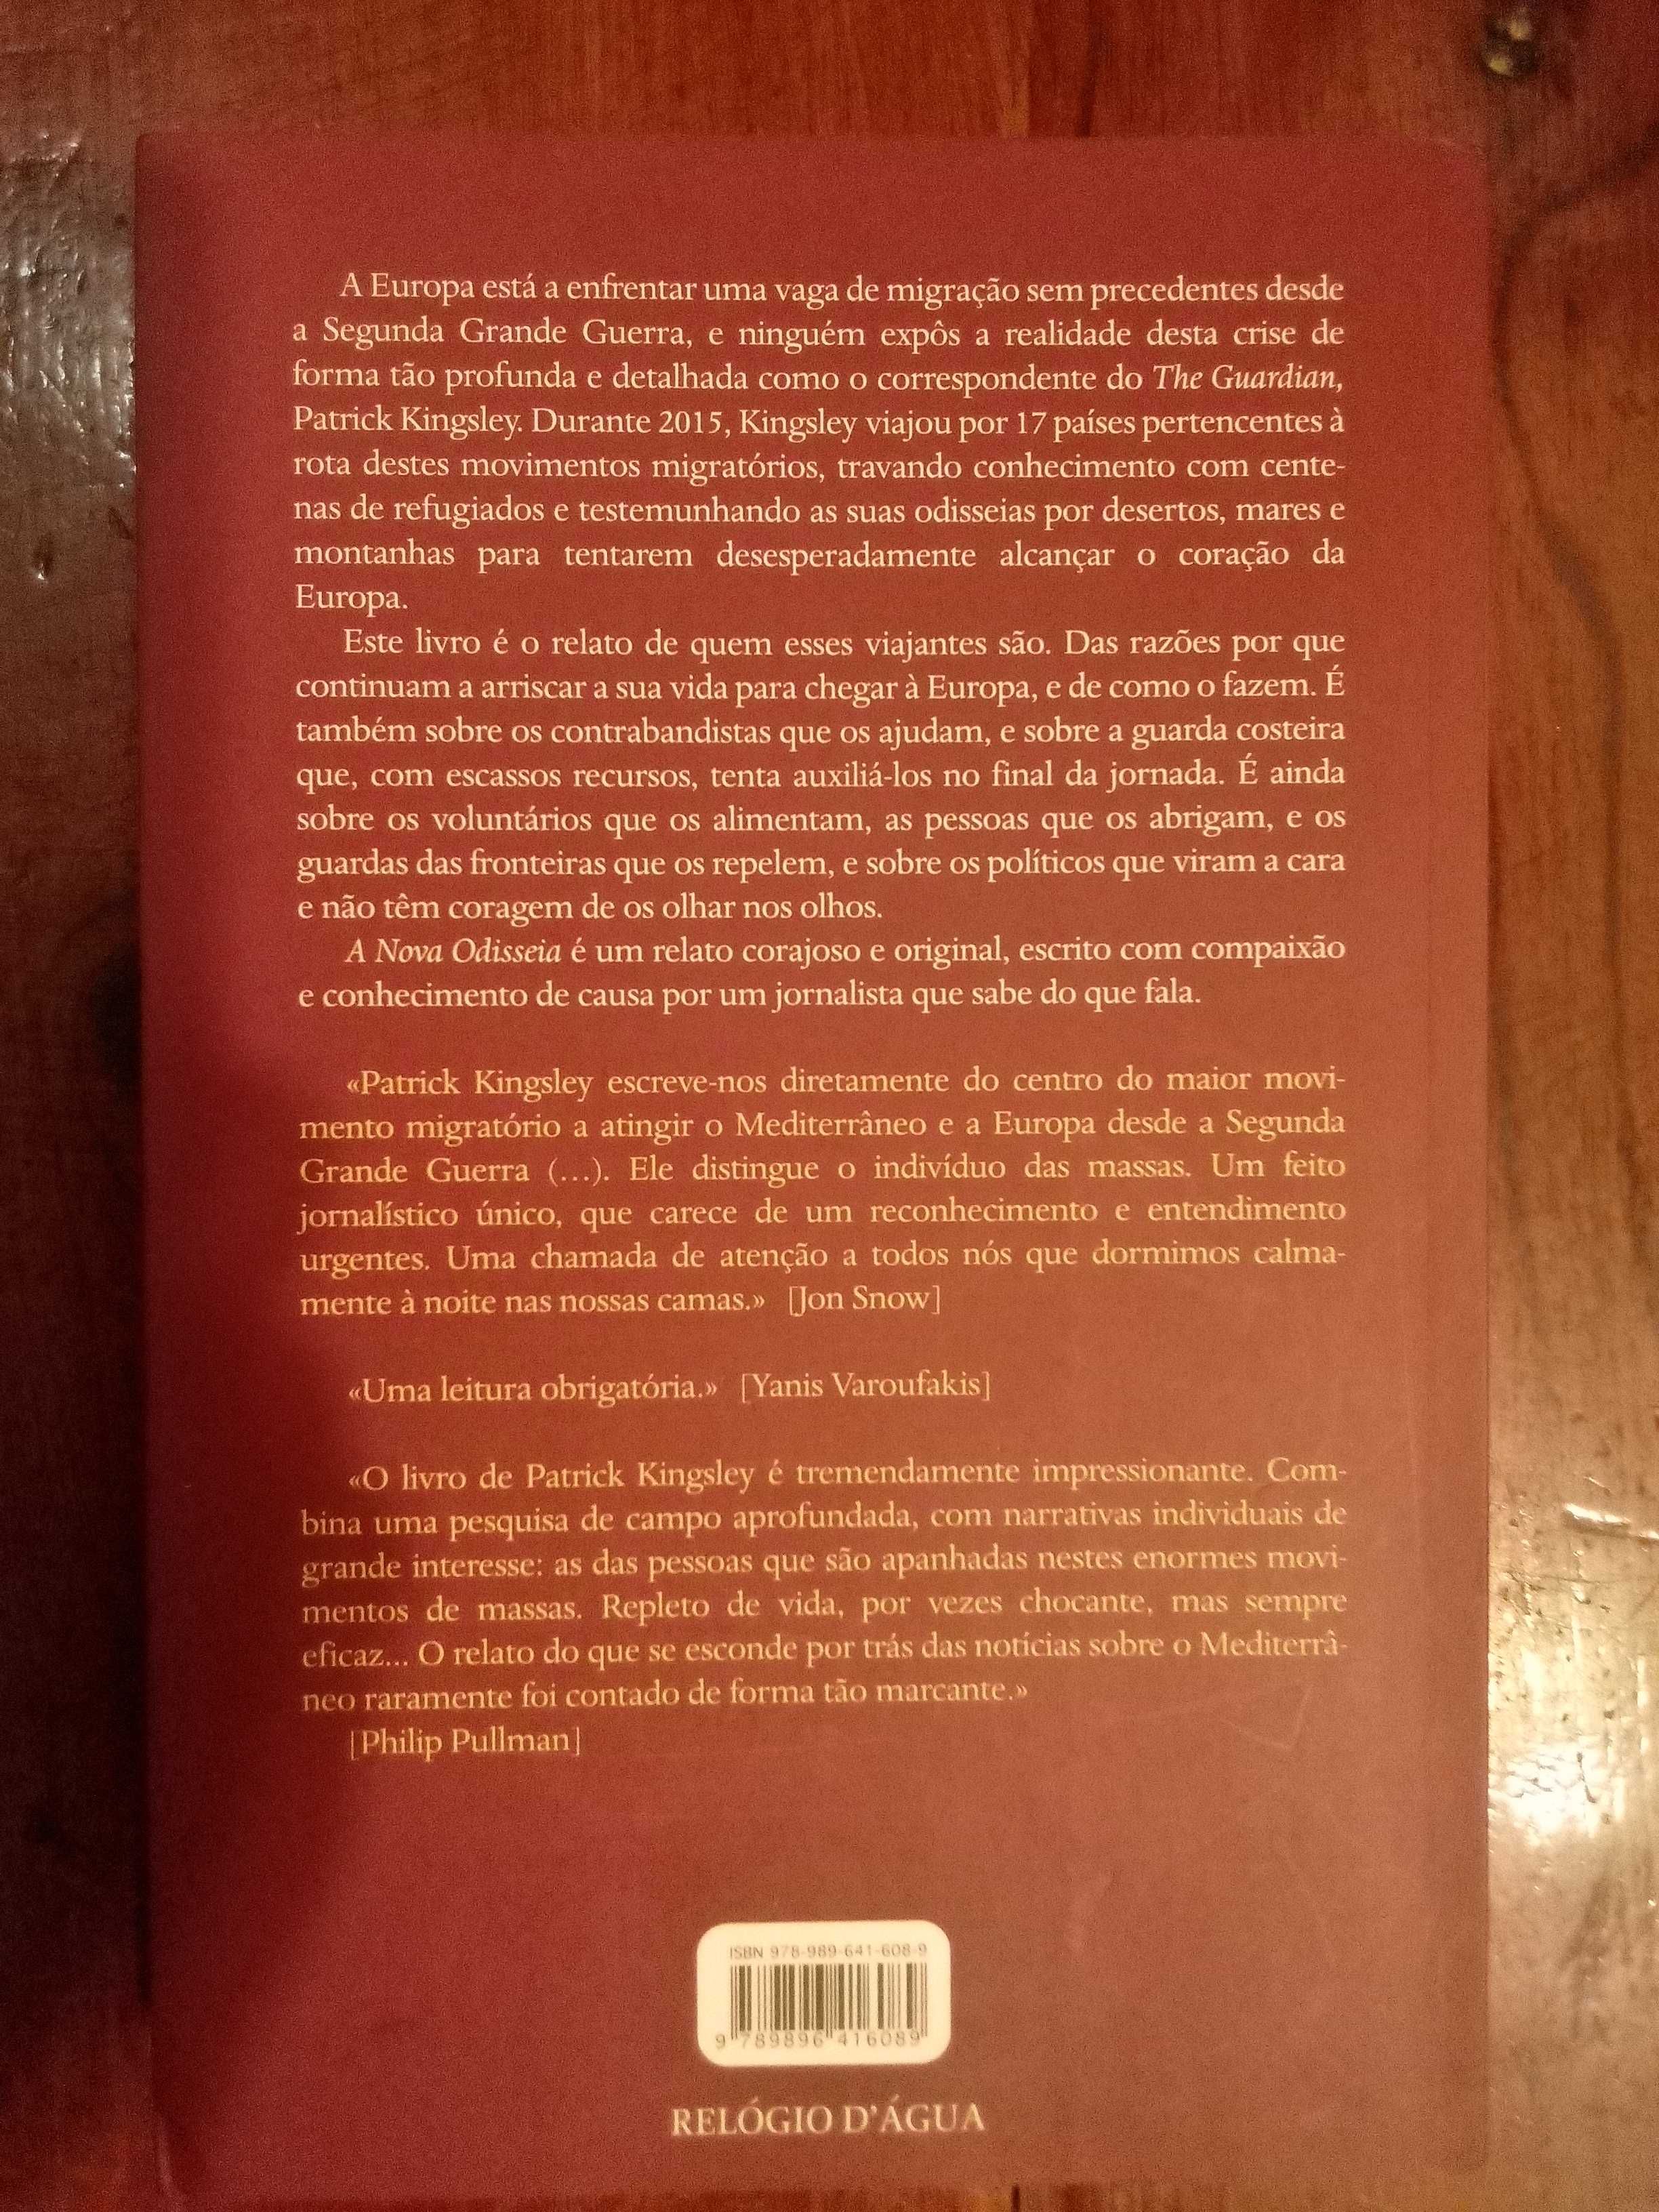 A Europa está a enfrentar uma vaga de migração sem precedentes desde
a Segunda Grande Guerra, e ninguém expôs a realidade desta crise de
forma tão profunda e detalhada como o correspondente do The Guardian,
Patrick Kingsley. Durante 2015, Kingsley viajou por 17 países pertencentes à
rota destes movimentos migratórios, travando conhecimento com cente-
nas de refugiados e testemunhando as suas odisseias por desertos, mares e
montanhas para tentarem desesperadamente alcançar o coração da
Europa.
Este livro é o relato de quem esses viajantes são. Das razões por que
continuam a arriscar a sua vida para chegar à Europa, e de como o fazem. É
também sobre os contrabandistas que os ajudam, e sobre a guarda costeira
que, com escassos recursos, tenta auxiliá-los no final da jornada. É ainda
sobre os voluntários que os alimentam, as pessoas que os abrigam, e os
guardas das fronteiras que os repelem, e sobre os políticos que viram a cara
e não têm coragem de os olhar nos olhos.
A Nova Odisseia é um relato corajoso e original, escrito com compaixão
e conhecimento de causa por um jornalista que sabe do que fala.
«Patrick Kingsley escreve-nos diretamente do centro do maior movi-
mento migratório a atingir o Mediterrâneo e a Europa desde a Segunda
Grande Guerra (...). Ele distingue o indivíduo das massas. Um feito
jornalístico único, que carece de um reconhecimento e entendimento
urgentes. Uma chamada de atenção a todos nós que dormimos calma-
mente à noite nas nossas camas.» [Jon Snow]
«Uma leitura obrigatória.» [Yanis Varoufakis]
«O livro de Patrick Kingsley é tremendamente impressionante. Com-
bina uma pesquisa de campo aprofundada, com narrativas individuais de
grande interesse: as das pessoas que são apanhadas nestes enormes movi-
mentos de massas. Repleto de vida, por vezes chocante, mas sempre
eficaz... O relato do que se esconde por trás das notícias sobre o Mediterrâ-
neo raramente foi contado de forma tão marcante.»
[Philip Pullman]
ISBN 978-989-641-608-9
9 789896 416089
RELÓGIO D'ÁGUA